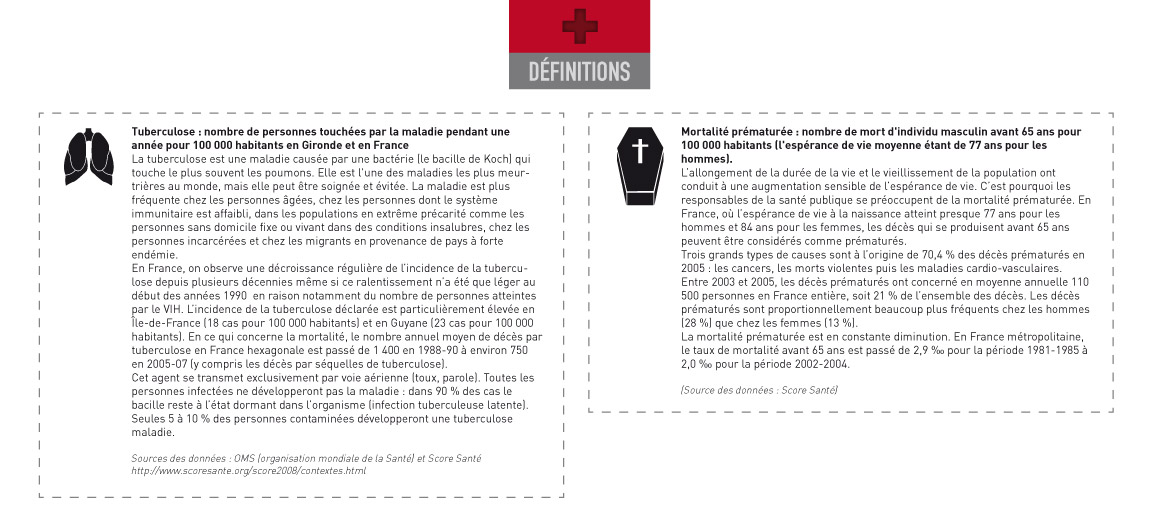 DÉFINITIONS
Tuberculose : nombre de personnes touchées par la maladie pendant une
année pour 100 000 habitants en Gironde et en France
La tuberculose est une maladie causée par une bactérie (le bacille de Koch) qui
touche le plus souvent les poumons. Elle est l'une des maladies les plus meur-
trières au monde, mais elle peut être soignée et évitée. La maladie est plus
fréquente chez les personnes âgées, chez les personnes dont le système
immunitaire est affaibli, dans les populations en extrême précarité comme les
personnes sans domicile fixe ou vivant dans des conditions insalubres, chez les
personnes incarcérées et chez les migrants en provenance de pays à forte
endémie.
En France, on observe une décroissance régulière de l'incidence de la tubercu-
lose depuis plusieurs décennies même si ce ralentissement n'a été que léger au
début des années 1990 en raison notamment du nombre de personnes atteintes
par le VIH. L'incidence de la tuberculose déclarée est particulièrement élevée en
Île-de-France (18 cas pour 100 000 habitants) et en Guyane (23 cas pour 100 000
habitants). En ce qui concerne la mortalité, le nombre annuel moyen de décès par
tuberculose en France hexagonale est passé de 1 400 en 1988-90 à environ 750
en 2005-07 (y compris les décès par séquelles de tuberculose).
Cet agent se transmet exclusivement par voie aérienne (toux, parole). Toutes les
personnes infectées ne développeront pas la maladie : dans 90 % des cas le
bacille reste à l'état dormant dans l'organisme (infection tuberculeuse latente).
Seules 5 à 10 % des personnes contaminées développeront une tuberculose
maladie.
Sources des données : OMS (organisation mondiale de la Santé) et Score Santé
http://www.scoresante.org/score2008/contextes.html
Mortalité prématurée : nombre de mort d'individu masculin avant 65 ans pour
100 000 habitants (l'espérance de vie moyenne étant de 77 ans pour les
hommes).
L'allongement de la durée de la vie et le vieillissement de la population ont
conduit à une augmentation sensible de l'espérance de vie. C'est pourquoi les
responsables de la santé publique se préoccupent de la mortalité prématurée. En
France, où l'espérance de vie à la naissance atteint presque 77 ans pour les
hommes et 84 ans pour les femmes, les décès qui se produisent avant 65 ans
peuvent être considérés comme prématurés.
Trois grands types de causes sont à l'origine de 70,4 % des décès prématurés en
2005 : les cancers, les morts violentes puis les maladies cardio-vasculaires.
Entre 2003 et 2005, les décès prématurés ont concerné en moyenne annuelle 110
500 personnes en France entière, soit 21 % de l'ensemble des décès. Les décès
prématurés sont proportionnellement beaucoup plus fréquents chez les hommes
(28 %) que chez les femmes (13 %).
La mortalité prématurée est en constante diminution. En France métropolitaine,
le taux de mortalité avant 65 ans est passé de 2,9 ‰ pour la période 1981-1985 à
2,0 ‰ pour la période 2002-2004.
(Source des données : Score Santé)